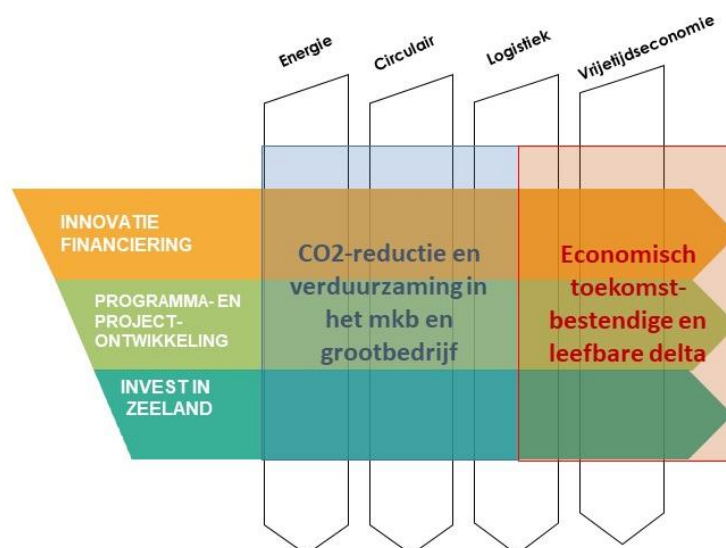 Energie
Circulair
Logistiek
Vrijetijdseconomie
INNOVATIE
FINANCIERING
PROGRAMMA- EN
PROJECT-
ONTWIKKELING
INVEST IN
ZEELAND
CO2-reductie en
verduurzaming in
het mkb en
grootbedrijf
Economisch
toekomst-
bestendige en
leefbare delta